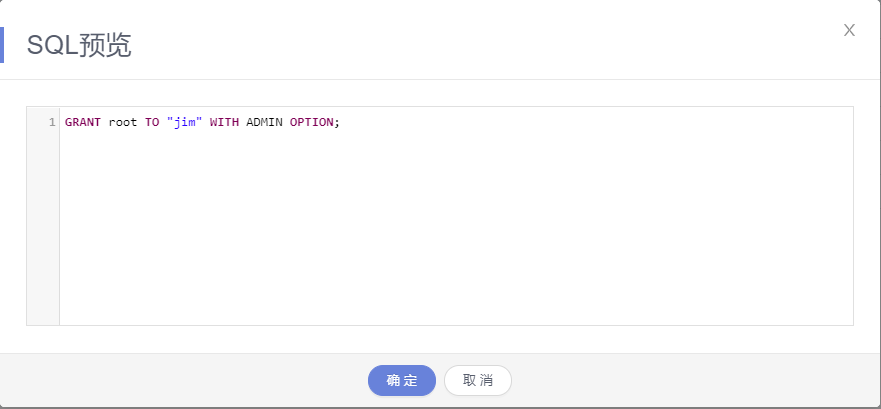 SQL预览
X
1 GRANT root TO "jim" WITH ADMIN OPTION;
确定 取消